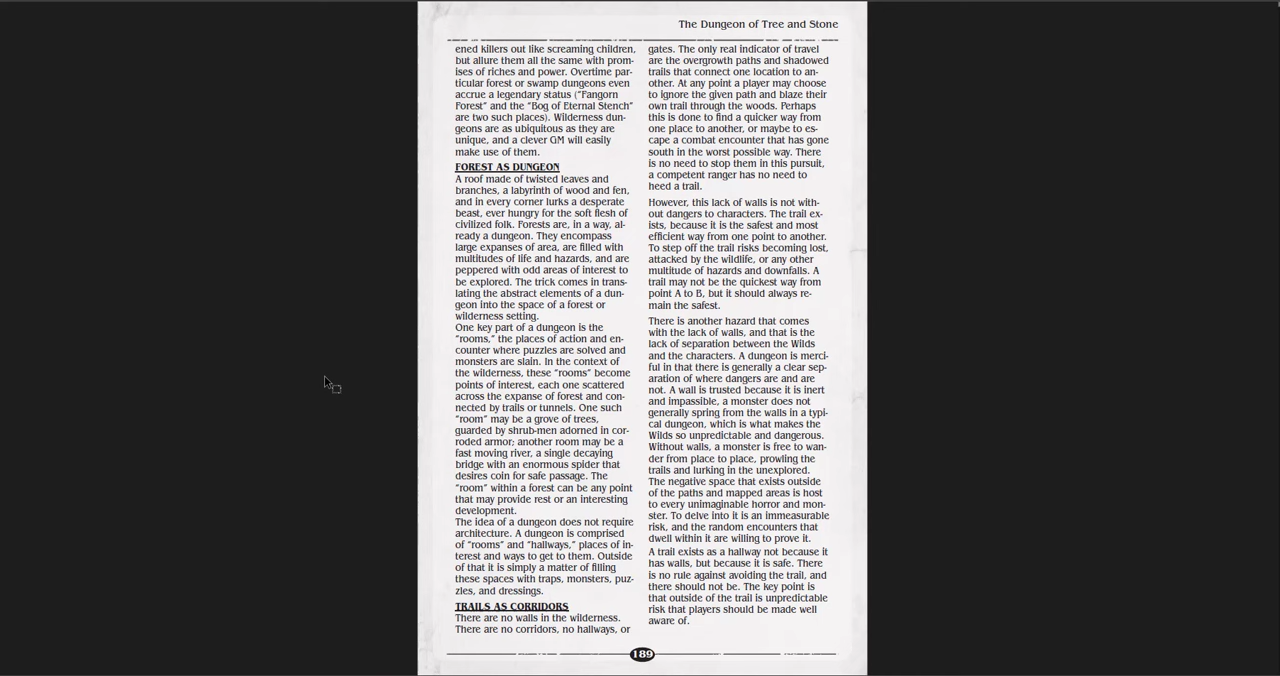 The Dungeon of Tree and Stone
ened killers out like screaming children,
but allure them all the same with prom-
ises of riches and power. Overtime par-
ticular forest or swamp dungeons even
accrue a legendary status ("Fangorn
Forest" and the "Bog of Eternal Stench"
are two such places). Wilderness dun-
geons are as ubiquitous as they are
unique, and a clever GM will easily
make use of them.
FOREST AS DUNGEON
A roof made of twisted leaves and
branches, a labyrinth of wood and fen,
and in every corner lurks a desperate
beast, ever hungry for the soft flesh of
civilized folk. Forests are, in a way, al-
ready a dungeon. They encompass
large expanses of area, are filled with
multitudes of life and hazards, and are
peppered with odd areas of interest to
be explored. The trick comes in trans-
lating the abstract elements of a dun-
geon into the space of a forest or
wilderness setting.
One key part of a dungeon is the
"rooms," the places of action and en-
counter where puzzles are solved and
monsters are slain. In the context of
the wilderness, these "rooms" become
points of interest, each one scattered
across the expanse of forest and con-
nected by trails or tunnels. One such
"room" may be a grove of trees,
guarded by shrub-men adorned in cor-
roded armor; another room may be a
fast moving river, a single decaying
bridge with an enormous spider that
desires coin for safe passage. The
"room" within a forest can be any point
that may provide rest or an interesting
development.
The idea of a dungeon does not require
architecture. A dungeon is comprised
of "rooms" and "hallways," places of in-
terest and ways to get to them. Outside
of that it is simply a matter of filling
these spaces with traps, monsters, puz-
zles, and dressings.
TRAILS AS CORRIDORS
There are no walls in the wilderness.
There are no corridors, no hallways, or
gates. The only real indicator of travel
are the overgrowth paths and shadowed
trails that connect one location to an-
other. At any point a player may choose
to ignore the given path and blaze their
own trail through the woods. Perhaps
this is done to find a quicker way from
one place to another, or maybe to es-
cape a combat encounter that has gone
south in the worst possible way. There
is no need to stop them in this pursuit,
a competent ranger has no need to
heed a trail.
However, this lack of walls is not with-
out dangers to characters. The trail ex-
ists, because it is the safest and most
efficient way from one point to another.
To step off the trail risks becoming lost,
attacked by the wildlife, or any other
multitude of hazards and downfalls. A
trail may not be the quickest way from
point A to B, but it should always re-
main the safest.
There is another hazard that comes
with the lack of walls, and that is the
lack of separation between the Wilds
and the characters. A dungeon is merci-
ful in that there is generally a clear sep-
aration of where dangers are and are
not. A wall is trusted because it is inert
and impassible, a monster does not
generally spring from the walls in a typi-
cal dungeon, which is what makes the
Wilds so unpredictable and dangerous.
Without walls, a monster is free to wan-
der from place to place, prowling the
trails and lurking in the unexplored.
The negative space that exists outside
of the paths and mapped areas is host
to every unimaginable horror and mon-
ster. To delve into it is an immeasurable
risk, and the random encounters that
dwell within it are willing to prove it.
A trail exists as a hallway not because it
has walls, but because it is safe. There
is no rule against avoiding the trail, and
there should not be. The key point is
that outside of the trail is unpredictable
risk that players should be made well
aware of.
189